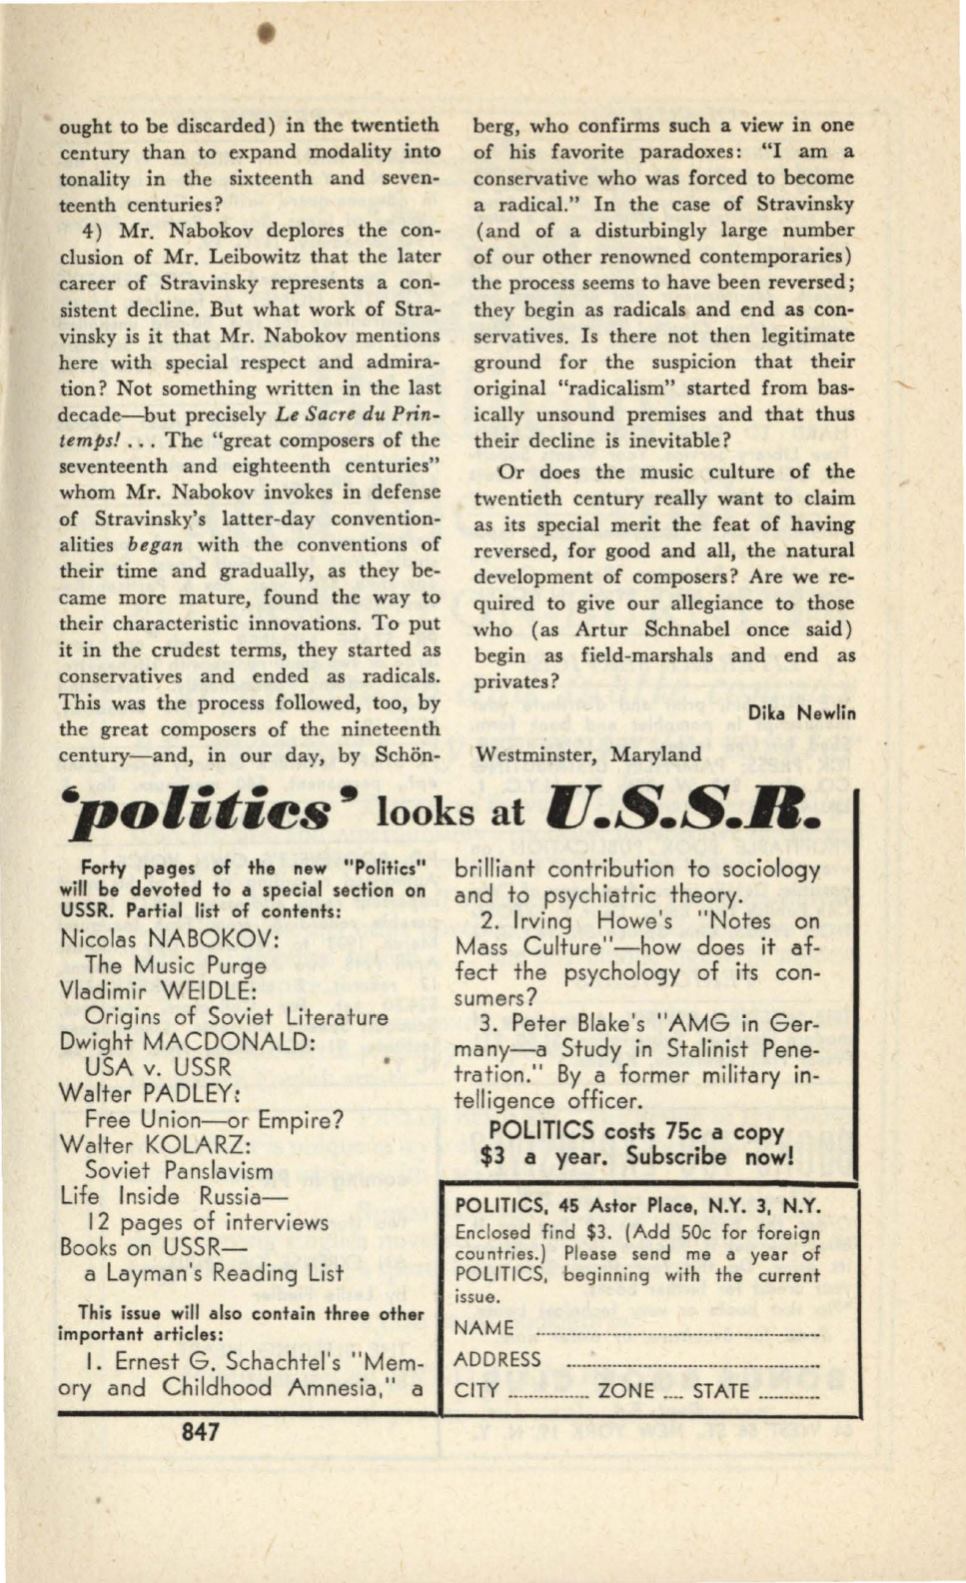 ought to be discarded) in the twentieth
century than to expand modality into
tonality in the sixteenth and seven-
teenth centuries?
4) Mr. Nabokov deplores the con-
clusion of Mr. Leibowitz that the later
career of Stravinsky represents a con-
sistent decline. But what work of Stra-
vinsky is it that Mr. Nabokov mentions
here with special respect and admira-
tion? Not something written in the last
decade—but precisely Le Sacre du Prin-
temps! . . . The "great composers of the
seventeenth and eighteenth centuries"
whom Mr. Nabokov invokes in defense
of Stravinsky's latter-day convention-
alities began with the conventions of
their time and gradually, as they be-
came more mature, found the way to
their characteristic innovations. To put
it in the crudest terms, they started as
conservatives and ended as radicals.
This was the process followed, too, by
the great composers of the nineteenth
century—and, in our day, by Schön-
berg, who confirms such a view in one
of his favorite paradoxes: "I am a
conservative who was forced to become
a radical." In the case of Stravinsky
(and of a disturbingly large number
of our other renowned contemporaries)
the process seems to have been reversed;
they begin as radicals and end as con-
servatives. Is there not then legitimate
ground for the suspicion that their
original "radicalism" started from bas-
ically unsound premises and that thus
their decline is inevitable?
Or does the music culture of the
twentieth century really want to claim
as its special merit the feat of having
reversed, for good and all, the natural
development of composers? Are we re-
quired to give our allegiance to those
who (as Artur Schnabel once said)
begin as field-marshals and end as
privates?
Dika Newlin
Westminster, Maryland
'politics' looks at U.S.S.R.
Forty pages of the new "Politics"
will be devoted to a special section on
USSR. Partial list of contents:
Nicolas NABOKOV:
The Music Purge
Vladimir WEIDLE:
Origins of Soviet Literature
Dwight MACDONALD:
USA v. USSR
Walter PADLEY:
Free Union—or Empire?
Walter KOLARZ:
Soviet Panslavism
Life Inside Russia—
12 pages of interviews
Books on USSR—
a Layman's Reading List
This issue will also contain three other
important articles:
1. Ernest G. Schachtel's "Mem-
ory and Childhood Amnesia," a
brilliant contribution to sociology
and to psychiatric theory.
2. Irving Howe's "Notes on
Mass Culture"—how does it af-
fect the psychology of its con-
sumers?
3. Peter Blake's "AMG in Ger-
many—a Study in Stalinist Pene-
tration." By a former military in-
telligence officer.
POLITICS costs 75c a copy
$3 a year. Subscribe now!
POLITICS, 45 Astor Place, N.Y. 3, N.Y.
Enclosed find $3. (Add 50c for foreign
countries.) Please send me a year of
POLITICS, beginning with the current
issue.
NAME
ADDRESS
CITY ZONE STATE
847